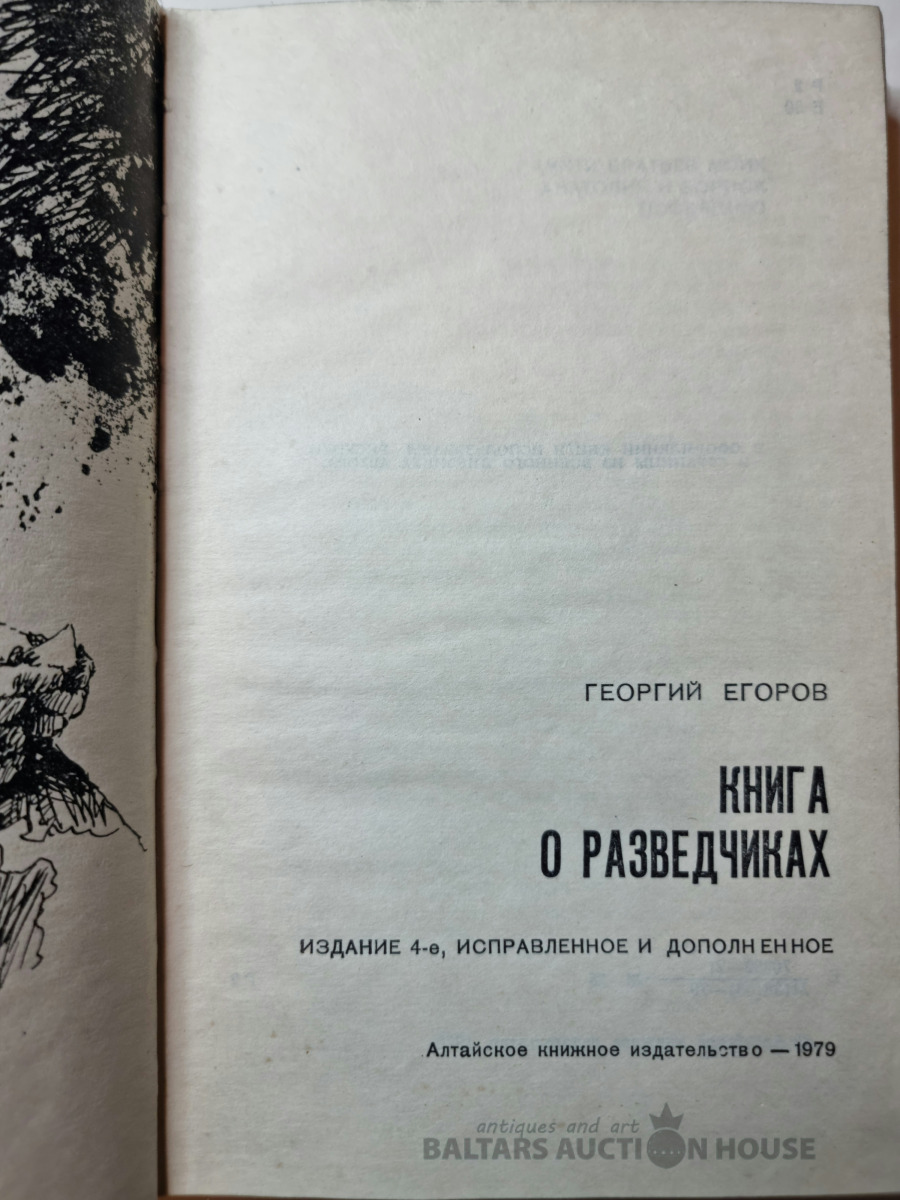 ГЕОРГИЙ ЕГОРОВ
КНИГА
О РАЗВЕДЧИКАХ
ИЗДАНИЕ 4-е, ИСПРАВЛЕННОЕ И ДОПОЛНЕННОЕ
Алтайское книжное издательство — 1979
antiques and art
BALTARS AUCTION HOUSE